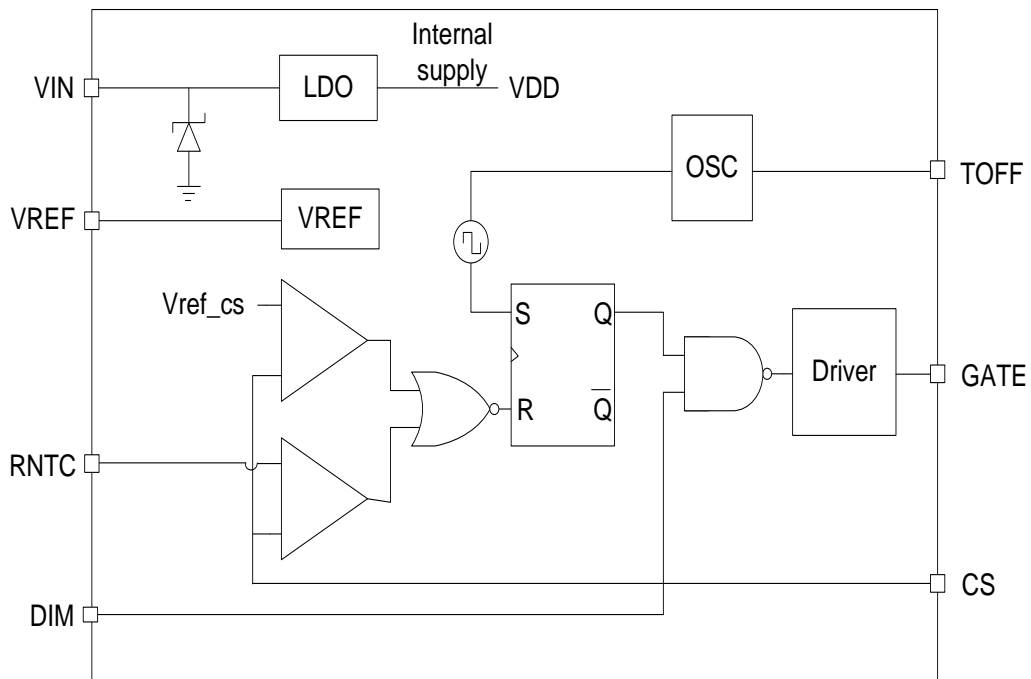 Internal
supply
VIN
LDO
VDD
OSC
TOFF
VREF
VREF
Vref_cs
S
Q
Driver
GATE
R
Q̅
RNTC
CS
DIM